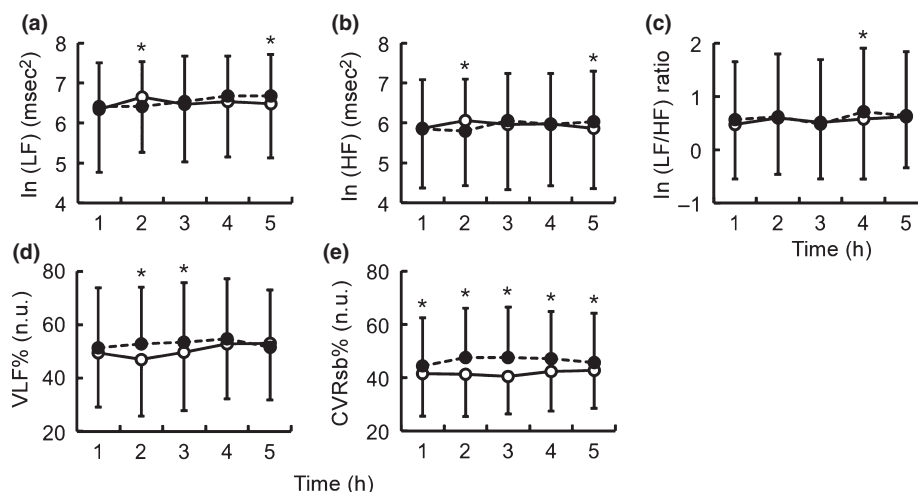 (a)
ln (LF) (msec²)
8
7
6
5
4
* *
1 2 3 4 5
(b)
ln (HF) (msec²)
8
7
6
5
4
* *
1 2 3 4 5
(c)
ln (LF/HF) ratio
2
1
0
–1
*
1 2 3 4 5
Time (h)
(d)
VLF% (n.u.)
80
60
40
20
* *
1 2 3 4 5
(e)
CVRsb% (n.u.)
80
60
40
20
* * * * *
1 2 3 4 5
Time (h)